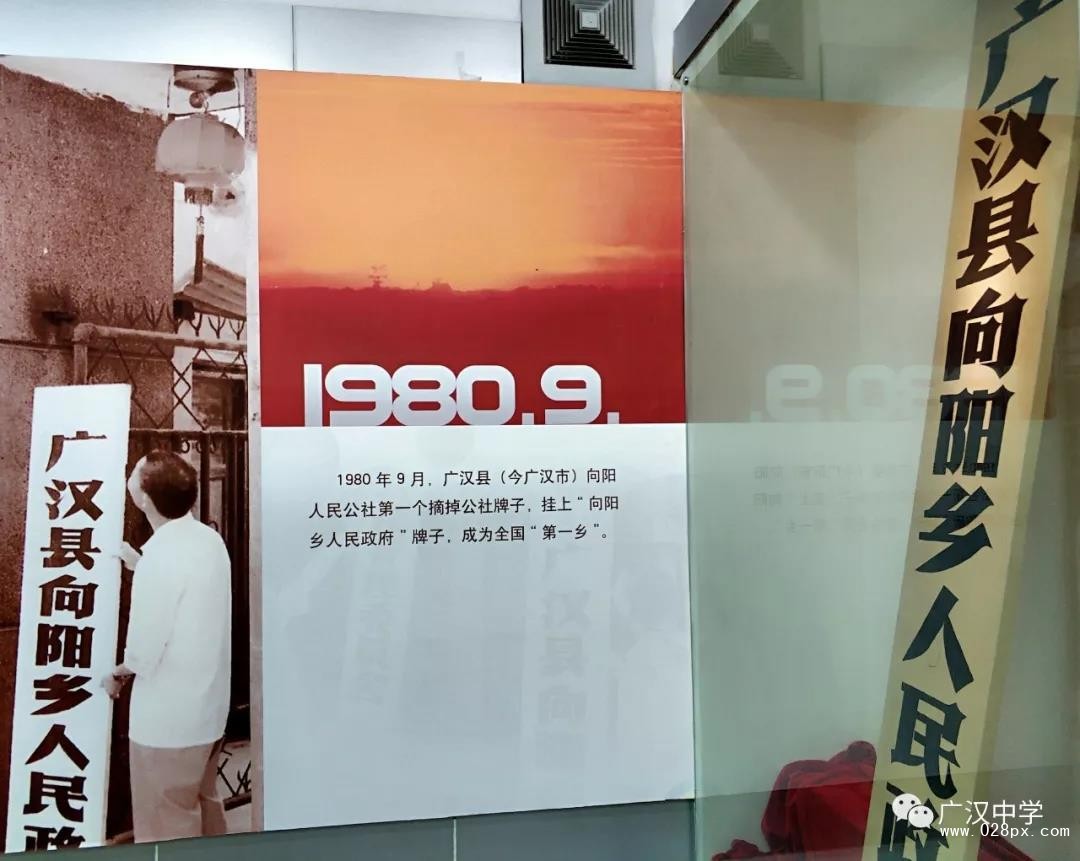 广汉县向阳乡人民政
1980.9.
1980 年 9 月，广汉县（今广汉市）向阳
人民公社第一个摘掉公社牌子，挂上“向阳
乡人民政府”牌子，成为全国“第一乡”。
广汉县向阳乡人民政
广汉中学
www.028px.com